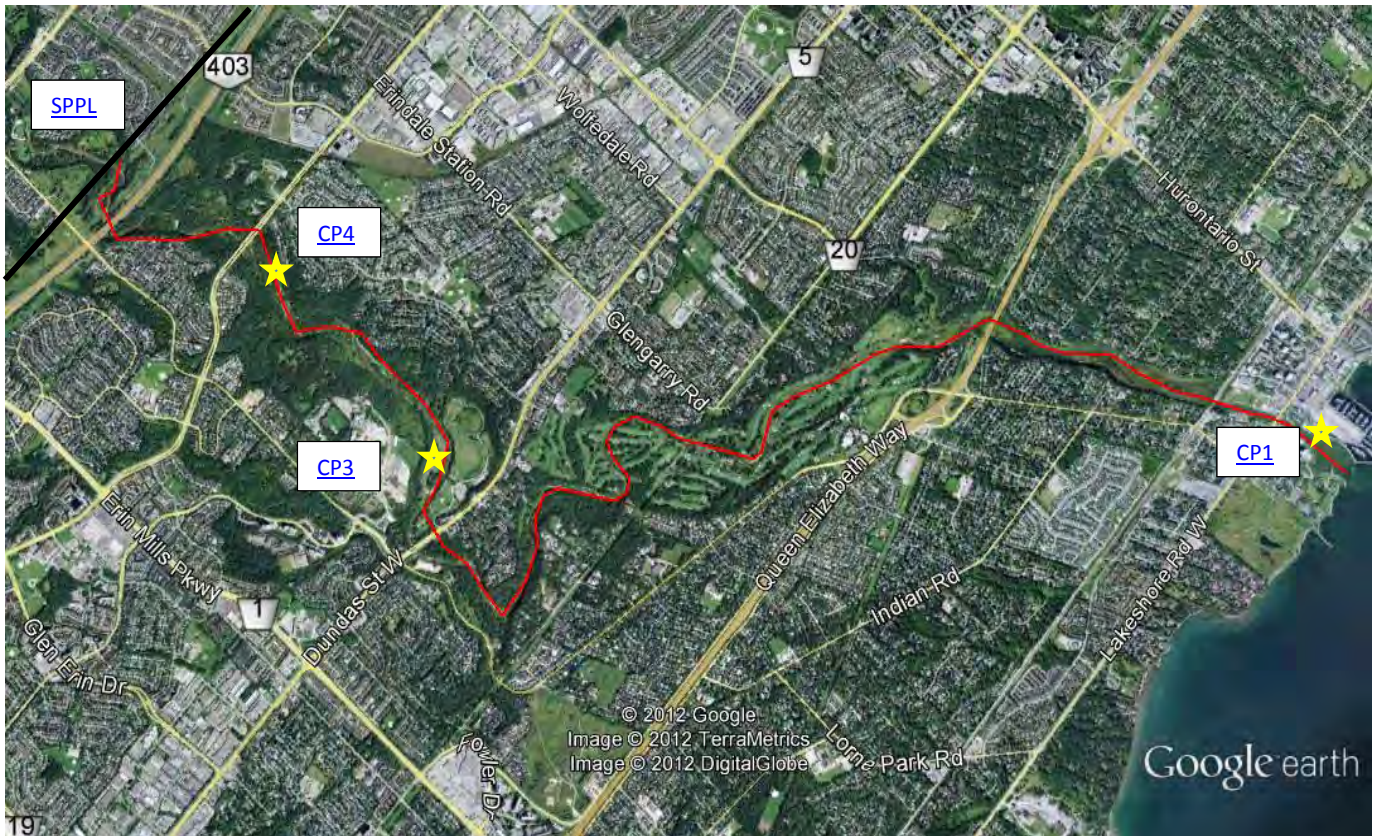 403
5
SPPL
Erindale Station Rd
Wolfedale Rd
CP4
Hurontario St
20
Glengarry Rd
CP3
CP1
Queen Elizabeth Way
Erin Mills Pkwy
Dundas St W
Indian Rd
Lakeshore Rd W
1
Glen Erin Dr
© 2012 Google
Image © 2012 TerraMetrics
Image © 2012 DigitalGlobe
Fowler Dr
Lorne Park Rd
Google earth
19